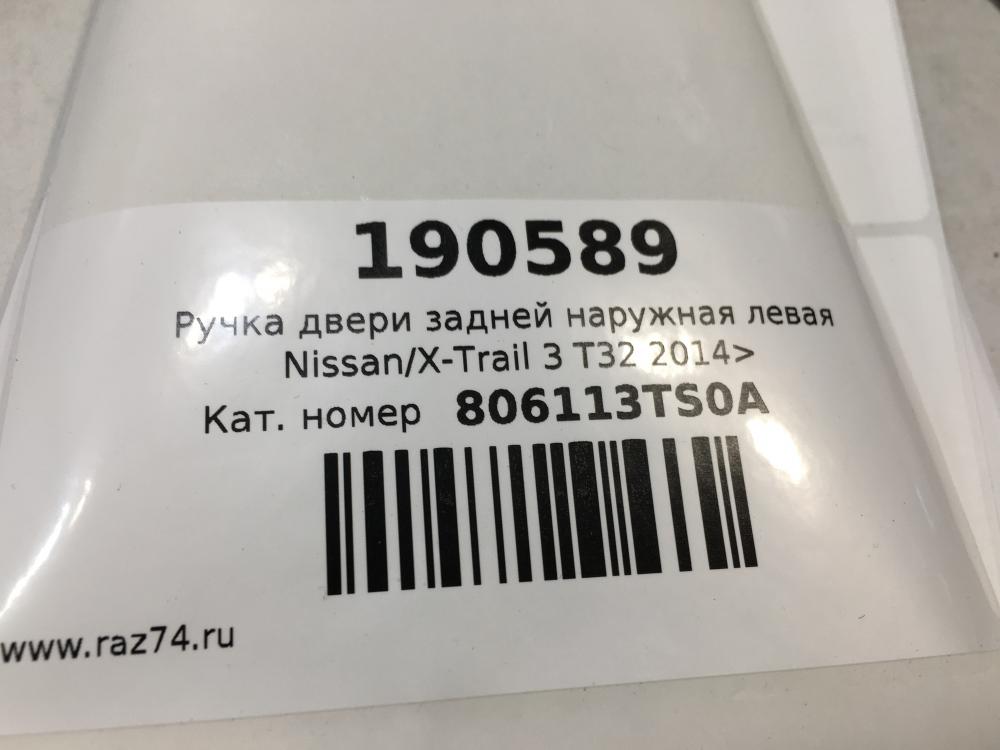 190589
Ручка двери задней наружная левая
Nissan/X-Trail 3 T32 2014>
Кат. номер 806113TS0A
www.raz74.ru